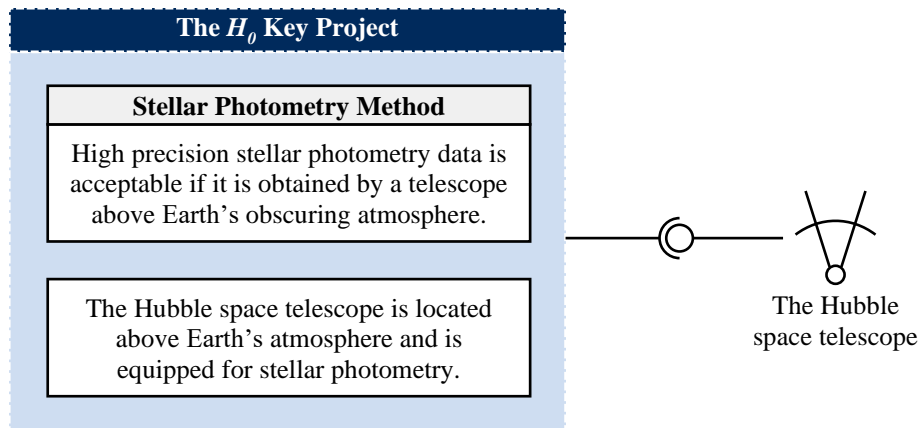 The H₀ Key Project
Stellar Photometry Method
High precision stellar photometry data is
acceptable if it is obtained by a telescope
above Earth’s obscuring atmosphere.
The Hubble space telescope is located
above Earth’s atmosphere and is
equipped for stellar photometry.
The Hubble
space telescope